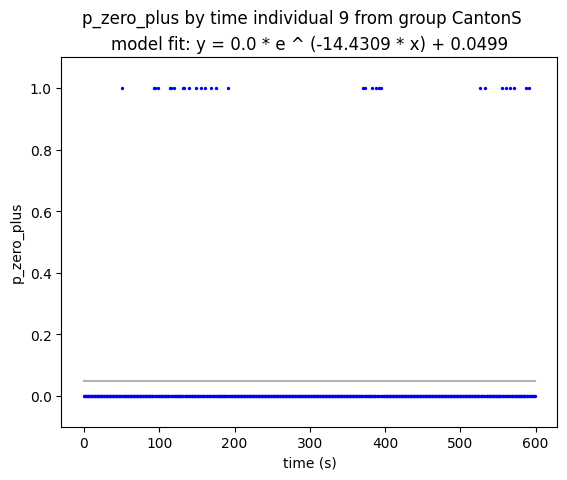 p_zero_plus by time individual 9 from group CantonS
model fit: y = 0.0 * e ^ (-14.4309 * x) + 0.0499
1.0
0.8
0.6
0.4
0.2
0.0
p_zero_plus
0 100 200 300 400 500 600
time (s)